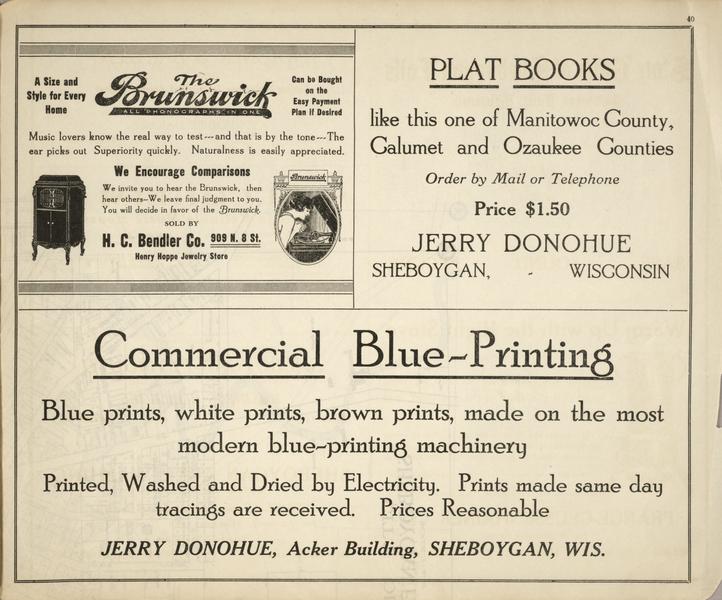 40
A Size and
Style for Every
Home
The
Brunswick
ALL PHONOGRAPHS IN ONE
Can be Bought
on the
Easy Payment
Plan if Desired
Music lovers know the real way to test---and that is by the tone---The
ear picks out Superiority quickly. Naturalness is easily appreciated.
We Encourage Comparisons
We invite you to hear the Brunswick, then
hear others—We leave final judgment to you.
You will decide in favor of the Brunswick.
SOLD BY
H. C. Bendler Co. 909 N. 8 St.
Henry Hoppe Jewelry Store
Brunswick
PLAT BOOKS
like this one of Manitowoc County,
Calumet and Ozaukee Counties
Order by Mail or Telephone
Price $1.50
JERRY DONOHUE
SHEBOYGAN, - WISCONSIN
Commercial Blue-Printing
Blue prints, white prints, brown prints, made on the most
modern blue-printing machinery
Printed, Washed and Dried by Electricity. Prints made same day
tracings are received. Prices Reasonable
JERRY DONOHUE, Acker Building, SHEBOYGAN, WIS.